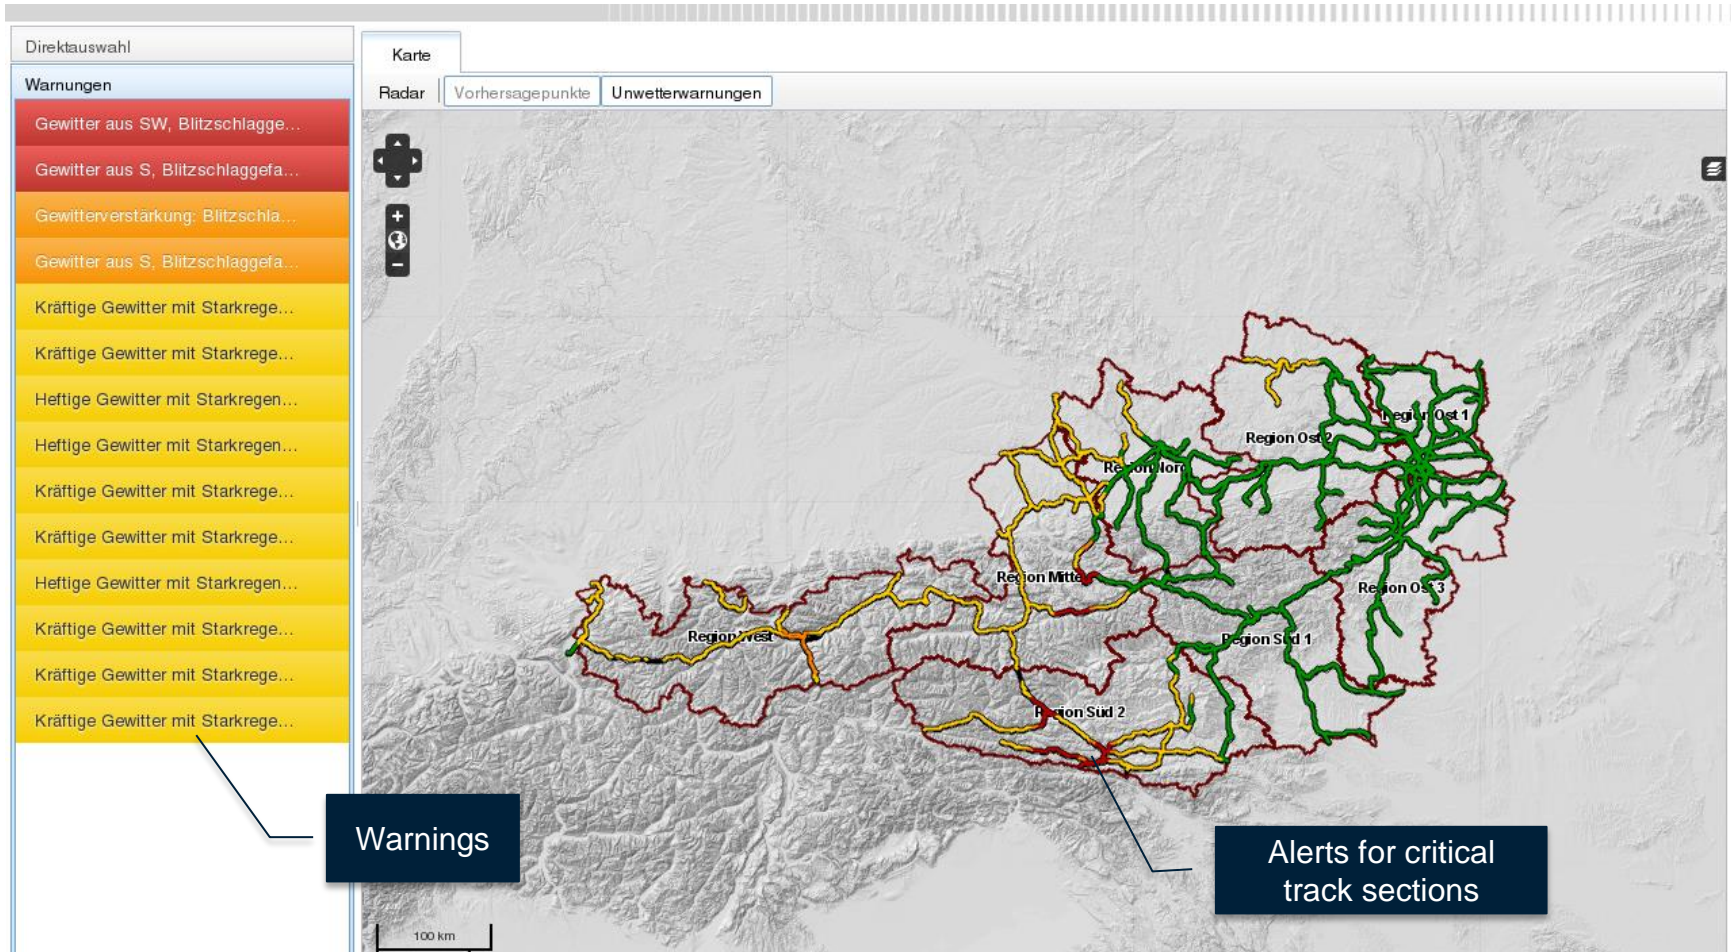 Direktauswahl
Warnungen
Gewitter aus SW, Blitzschlagge...
Gewitter aus S, Blitzschlaggefa...
Gewitterverstärkung: Blitzschla...
Gewitter aus S, Blitzschlaggefa...
Kräftige Gewitter mit Starkrege...
Kräftige Gewitter mit Starkrege...
Heftige Gewitter mit Starkregen...
Heftige Gewitter mit Starkregen...
Kräftige Gewitter mit Starkrege...
Kräftige Gewitter mit Starkrege...
Heftige Gewitter mit Starkregen...
Kräftige Gewitter mit Starkrege...
Kräftige Gewitter mit Starkrege...
Kräftige Gewitter mit Starkrege...
Karte
Radar Vorhersagepunkte Unwetterwarnungen
Region Ost 1
Region Ost 2
Region Nord
Region Mitte
Region Ost 3
Region West
Region Süd 1
Region Süd 2
Warnings
Alerts for critical
track sections
100 km